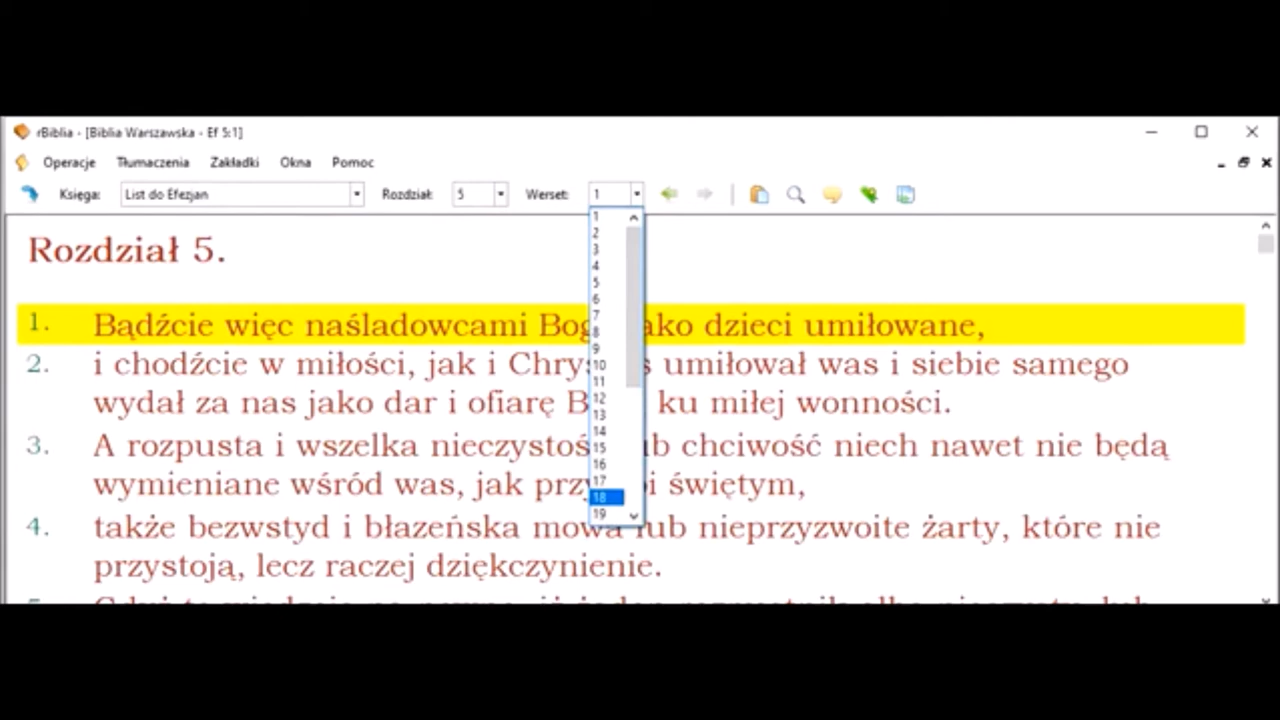 rBiblia - [Biblia Warszawska - Ef 5:1]
Operacje Tłumaczenia Zakładki Okna Pomoc
Księga: List do Efezjan Rozdział: 5 Werset: 1
1
2
3
4
5
6
7
8
9
10
11
12
13
14
15
16
17
18
19
Rozdział 5.
1. Bądźcie więc naśladowcami Bog ako dzieci umiłowane,
2. i chodźcie w miłości, jak i Chrys s umiłował was i siebie samego
wydał za nas jako dar i ofiarę B ku miłej wonności.
3. A rozpusta i wszelka nieczystoś ub chciwość niech nawet nie będą
wymieniane wśród was, jak prz i świętym,
4. także bezwstyd i błazeńska mowa lub nieprzyzwoite żarty, które nie
przystoją, lecz raczej dziękczynienie.